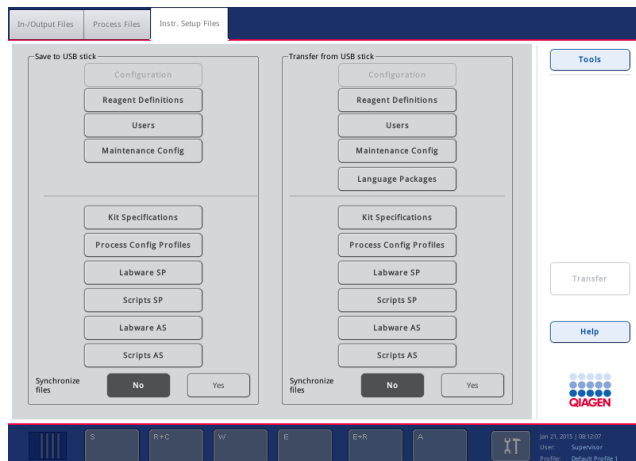 In-/Output Files
Process Files
Instr. Setup Files
Save to USB stick
Configuration
Reagent Definitions
Users
Maintenance Config
Kit Specifications
Process Config Profiles
Labware SP
Scripts SP
Labware AS
Scripts AS
Synchronize
files
No
Yes
Transfer from USB stick
Configuration
Reagent Definitions
Users
Maintenance Config
Language Packages
Kit Specifications
Process Config Profiles
Labware SP
Scripts SP
Labware AS
Scripts AS
Synchronize
files
No
Yes
Tools
Transfer
Help
QIAGEN
S
R+C
W
E
E+R
A
Jan 21, 2015 | 08:12:07
User: Supervisor
Profile: Default Profile 1